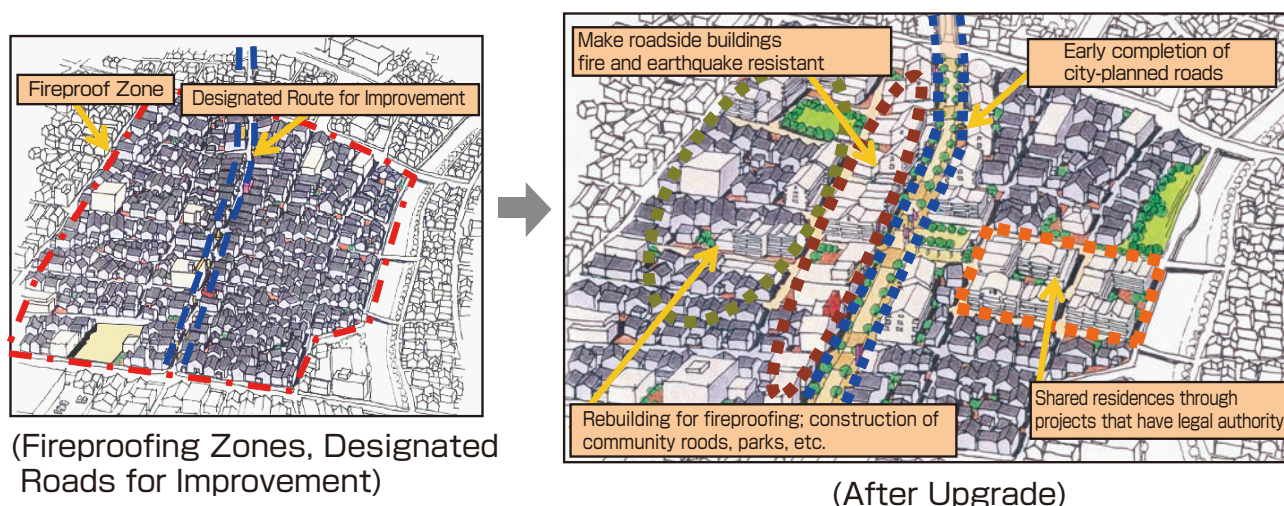 Fireproof Zone
Designated Route for Improvement
(Fireproofing Zones, Designated
Roads for Improvement)
Make roadside buildings
fire and earthquake resistant
Early completion of
city-planned roads
Rebuilding for fireproofing; construction of
community roods, parks, etc.
Shared residences through
projects that have legal authority
(After Upgrade)